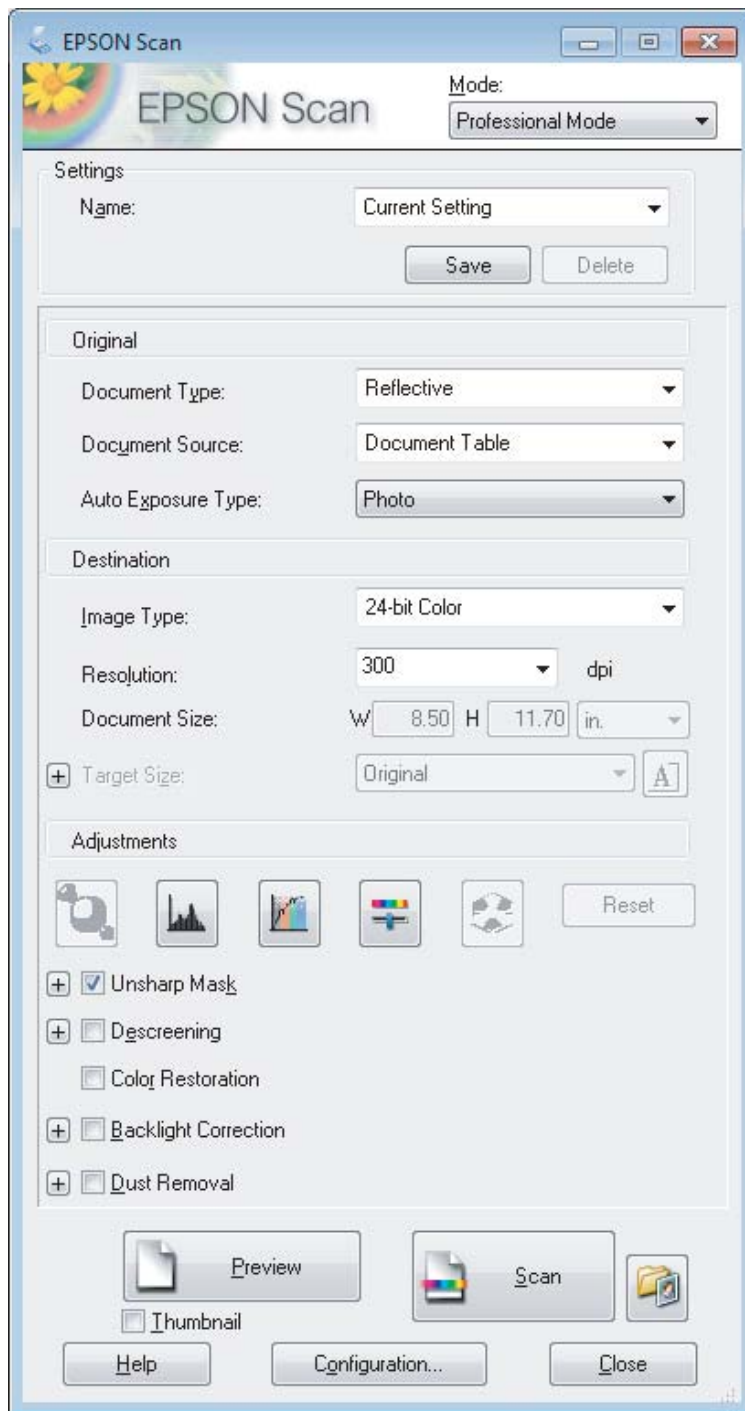 EPSON Scan
EPSON Scan
Mode:
Professional Mode
Settings
Name: Current Setting
Save Delete
Original
Document Type: Reflective
Document Source: Document Table
Auto Exposure Type: Photo
Destination
Image Type: 24-bit Color
Resolution: 300 dpi
Document Size: W 8.50 H 11.70 in.
Target Size: Original A
Adjustments
Reset
Unsharp Mask
Descreening
Color Restoration
Backlight Correction
Dust Removal
Preview Scan
Thumbnail
Help Configuration... Close